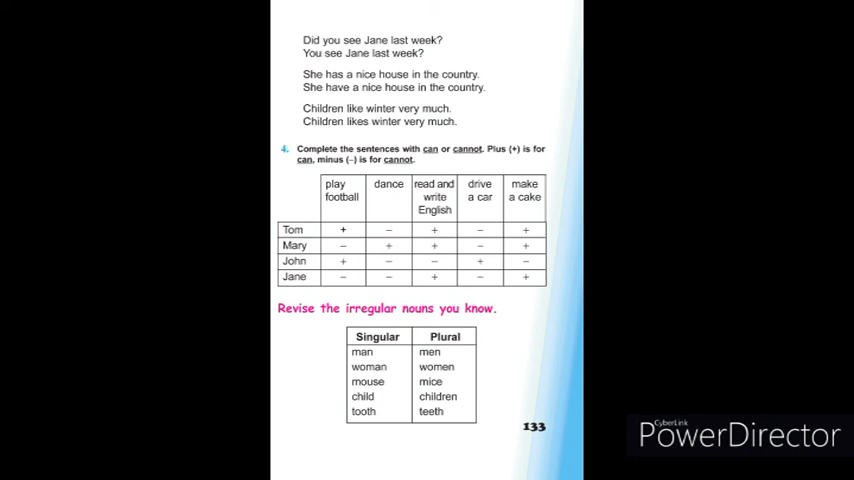 Did you see Jane last week?
You see Jane last week?
She has a nice house in the country.
She have a nice house in the country.
Children like winter very much.
Children likes winter very much.
4. Complete the sentences with can or cannot. Plus (+) is for
can, minus (–) is for cannot.
play football dance read and write English drive a car make a cake
Tom + – + – +
Mary – + + – +
John + – – + –
Jane – – + – +
Revise the irregular nouns you know.
Singular Plural
man men
woman women
mouse mice
child children
tooth teeth
133
CyberLink
PowerDirector